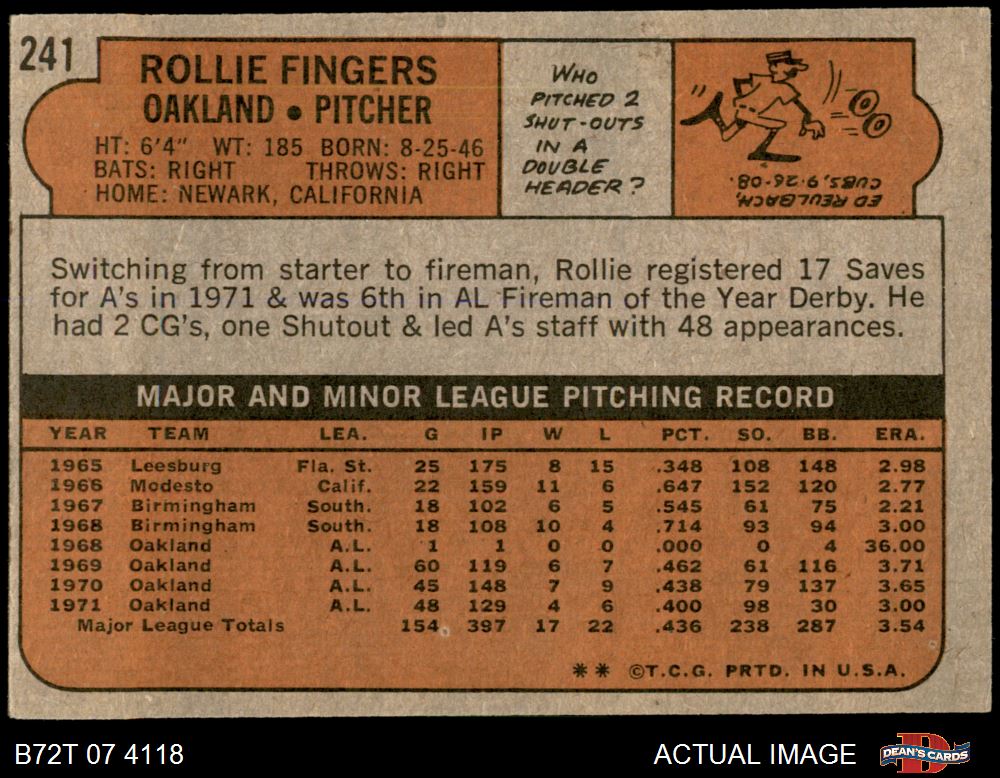 241
ROLLIE FINGERS
OAKLAND • PITCHER
HT: 6'4" WT: 185 BORN: 8-25-46
BATS: RIGHT THROWS: RIGHT
HOME: NEWARK, CALIFORNIA
WHO
PITCHED 2
SHUT-OUTS
IN A
DOUBLE
HEADER?
ED REULBACH,
CUBS, 9-26-08.
Switching from starter to fireman, Rollie registered 17 Saves
for A's in 1971 & was 6th in AL Fireman of the Year Derby. He
had 2 CG's, one Shutout & led A's staff with 48 appearances.
MAJOR AND MINOR LEAGUE PITCHING RECORD
YEAR TEAM LEA. G IP W L PCT. SO. BB. ERA.
1965 Leesburg Fla. St. 25 175 8 15 .348 108 148 2.98
1966 Modesto Calif. 22 159 11 6 .647 152 120 2.77
1967 Birmingham South. 18 102 6 5 .545 61 75 2.21
1968 Birmingham South. 18 108 10 4 .714 93 94 3.00
1968 Oakland A.L. 1 1 0 0 .000 0 4 36.00
1969 Oakland A.L. 60 119 6 7 .462 61 116 3.71
1970 Oakland A.L. 45 148 7 9 .438 79 137 3.65
1971 Oakland A.L. 48 129 4 6 .400 98 30 3.00
Major League Totals 154 397 17 22 .436 238 287 3.54
** ©T.C.G. PRTD. IN U.S.A.
B72T 07 4118
ACTUAL IMAGE
DEAN'S CARDS